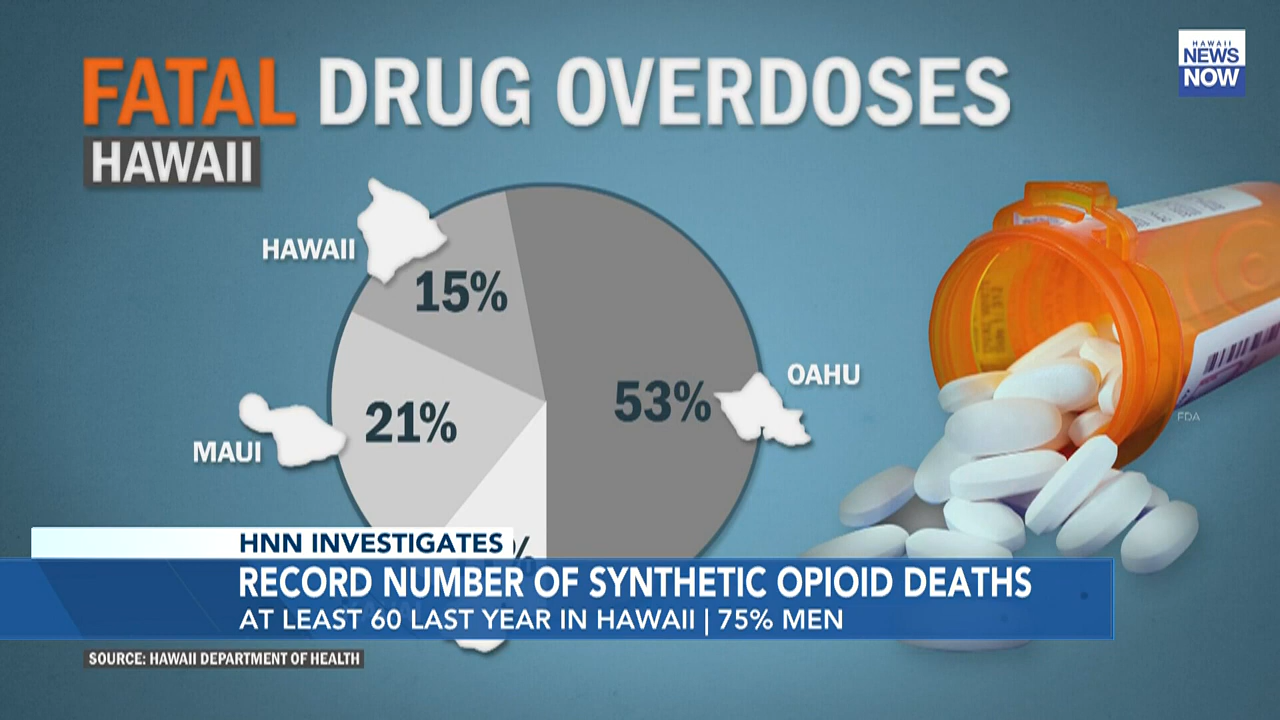 HAWAII
NEWS
NOW
FATAL DRUG OVERDOSES
HAWAII
HAWAII
15%
53%
OAHU
21%
MAUI
FDA
%
HNN INVESTIGATES
RECORD NUMBER OF SYNTHETIC OPIOID DEATHS
AT LEAST 60 LAST YEAR IN HAWAII | 75% MEN
SOURCE: HAWAII DEPARTMENT OF HEALTH